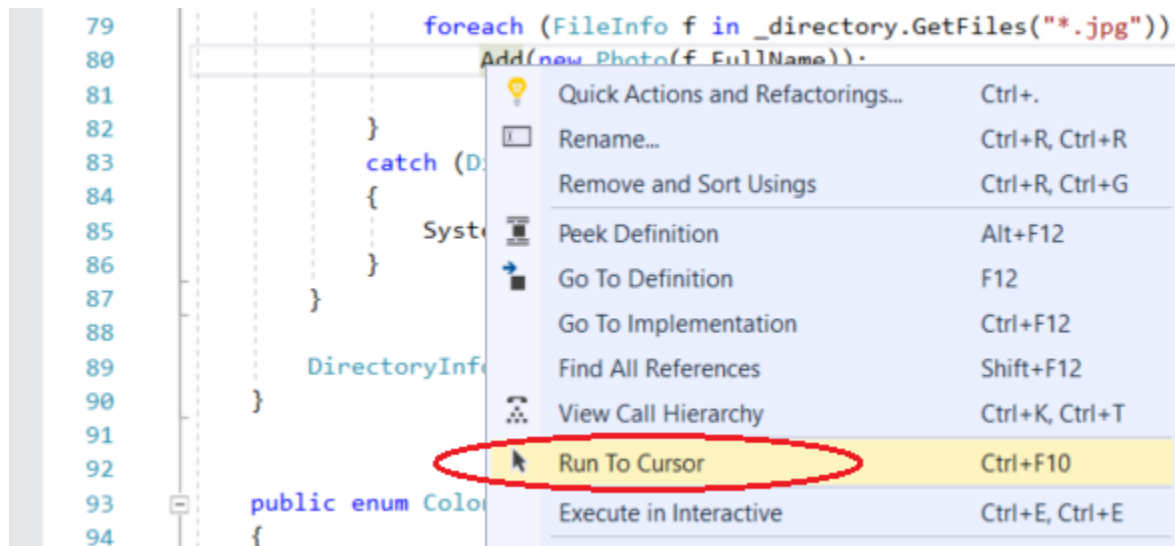 79 foreach (FileInfo f in _directory.GetFiles("*.jpg"))
80 Add(new Photo(f.FullName));
81 Quick Actions and Refactorings... Ctrl+.
82 } Rename... Ctrl+R, Ctrl+R
83 catch (D
84 { Remove and Sort Usings Ctrl+R, Ctrl+G
85 Syste Peek Definition Alt+F12
86 } Go To Definition F12
87 }
88 Go To Implementation Ctrl+F12
89 DirectoryInfo Find All References Shift+F12
90 } View Call Hierarchy Ctrl+K, Ctrl+T
91
92 Run To Cursor Ctrl+F10
93 public enum Colo Execute in Interactive Ctrl+E, Ctrl+E
94 {